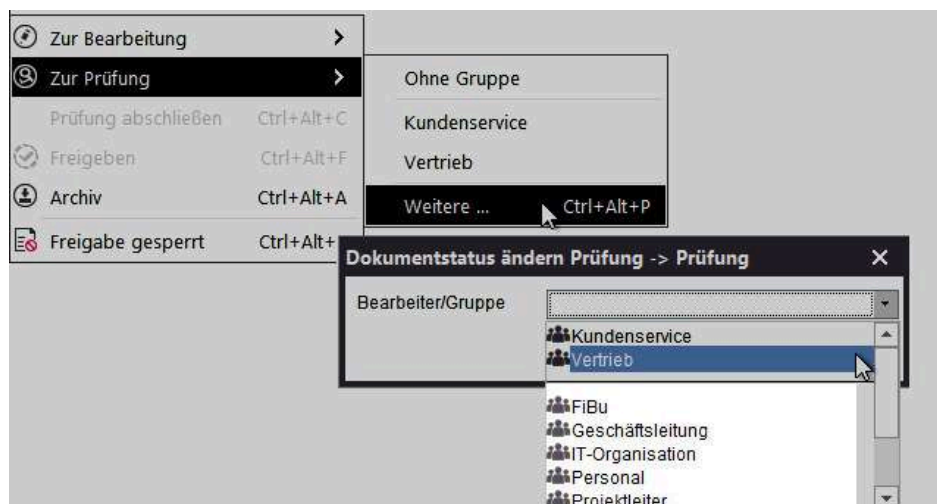 Zur Bearbeitung
Zur Prüfung
Prüfung abschließen Ctrl+Alt+C
Freigeben Ctrl+Alt+F
Archiv Ctrl+Alt+A
Freigabe gesperrt Ctrl+Alt+
Ohne Gruppe
Kundenservice
Vertrieb
Weitere ... Ctrl+Alt+P
Dokumentstatus ändern Prüfung -> Prüfung
Bearbeiter/Gruppe
Kundenservice
Vertrieb
FiBu
Geschäftsleitung
IT-Organisation
Personal
Projektleiter